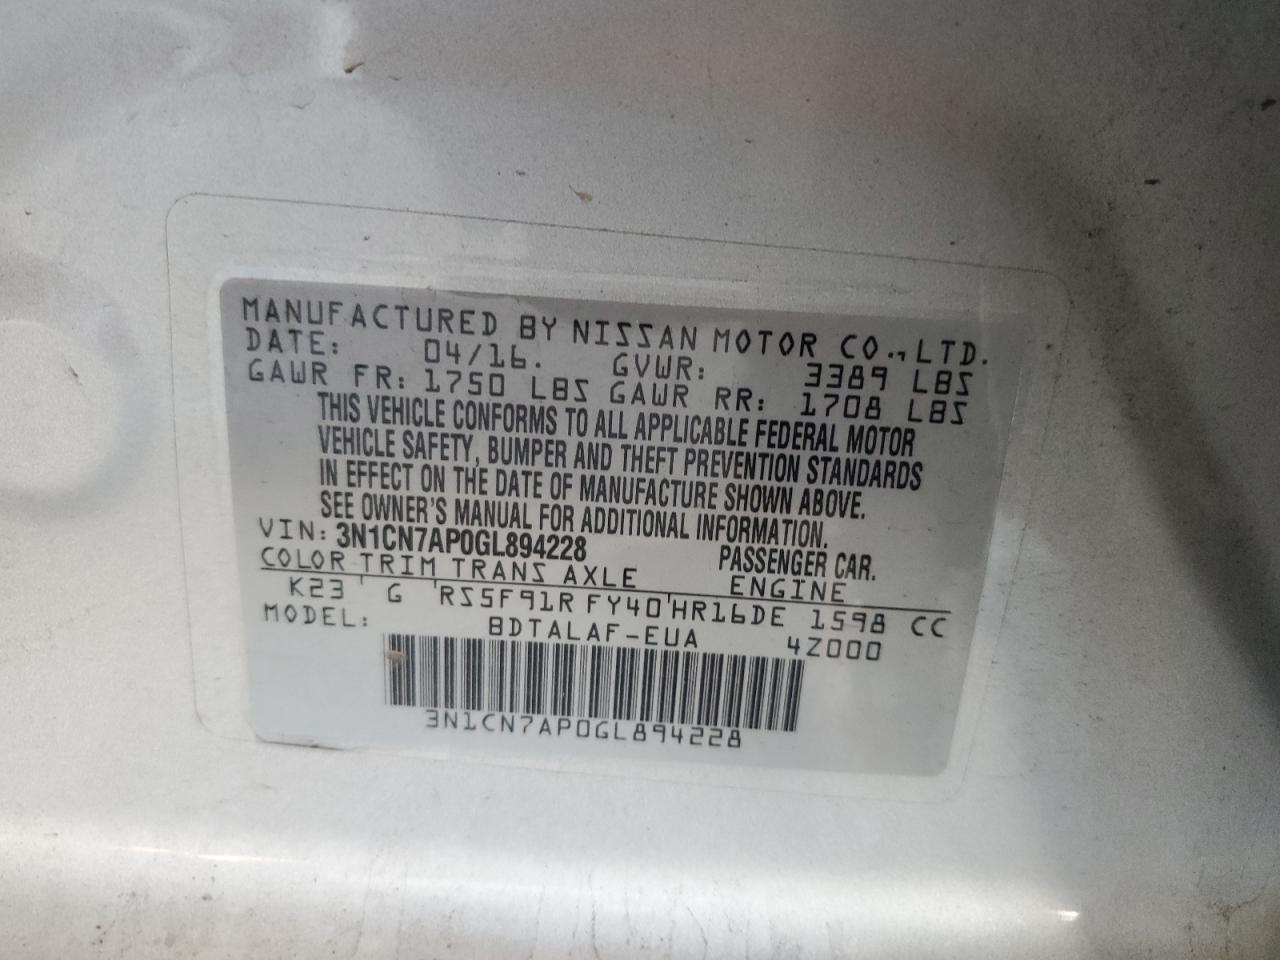 MANUFACTURED BY NISSAN MOTOR CO., LTD.
DATE: 04/16. GVWR: 3389 LBS
GAWR FR: 1750 LBS GAWR RR: 1708 LBS
THIS VEHICLE CONFORMS TO ALL APPLICABLE FEDERAL MOTOR
VEHICLE SAFETY, BUMPER AND THEFT PREVENTION STANDARDS
IN EFFECT ON THE DATE OF MANUFACTURE SHOWN ABOVE.
SEE OWNER'S MANUAL FOR ADDITIONAL INFORMATION.
VIN: 3N1CN7AP0GL894228 PASSENGER CAR.
COLOR TRIM TRANS AXLE ENGINE
K23 G RS5F91R FY40 HR16DE 1598 CC
MODEL: BDTALAF-EUA 4Z000
3N1CN7AP0GL894228